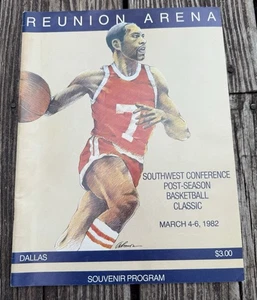 REUNION ARENA
7
SOUTHWEST CONFERENCE
POST-SEASON
BASKETBALL
CLASSIC
MARCH 4-6, 1982
DALLAS
$3.00
SOUVENIR PROGRAM